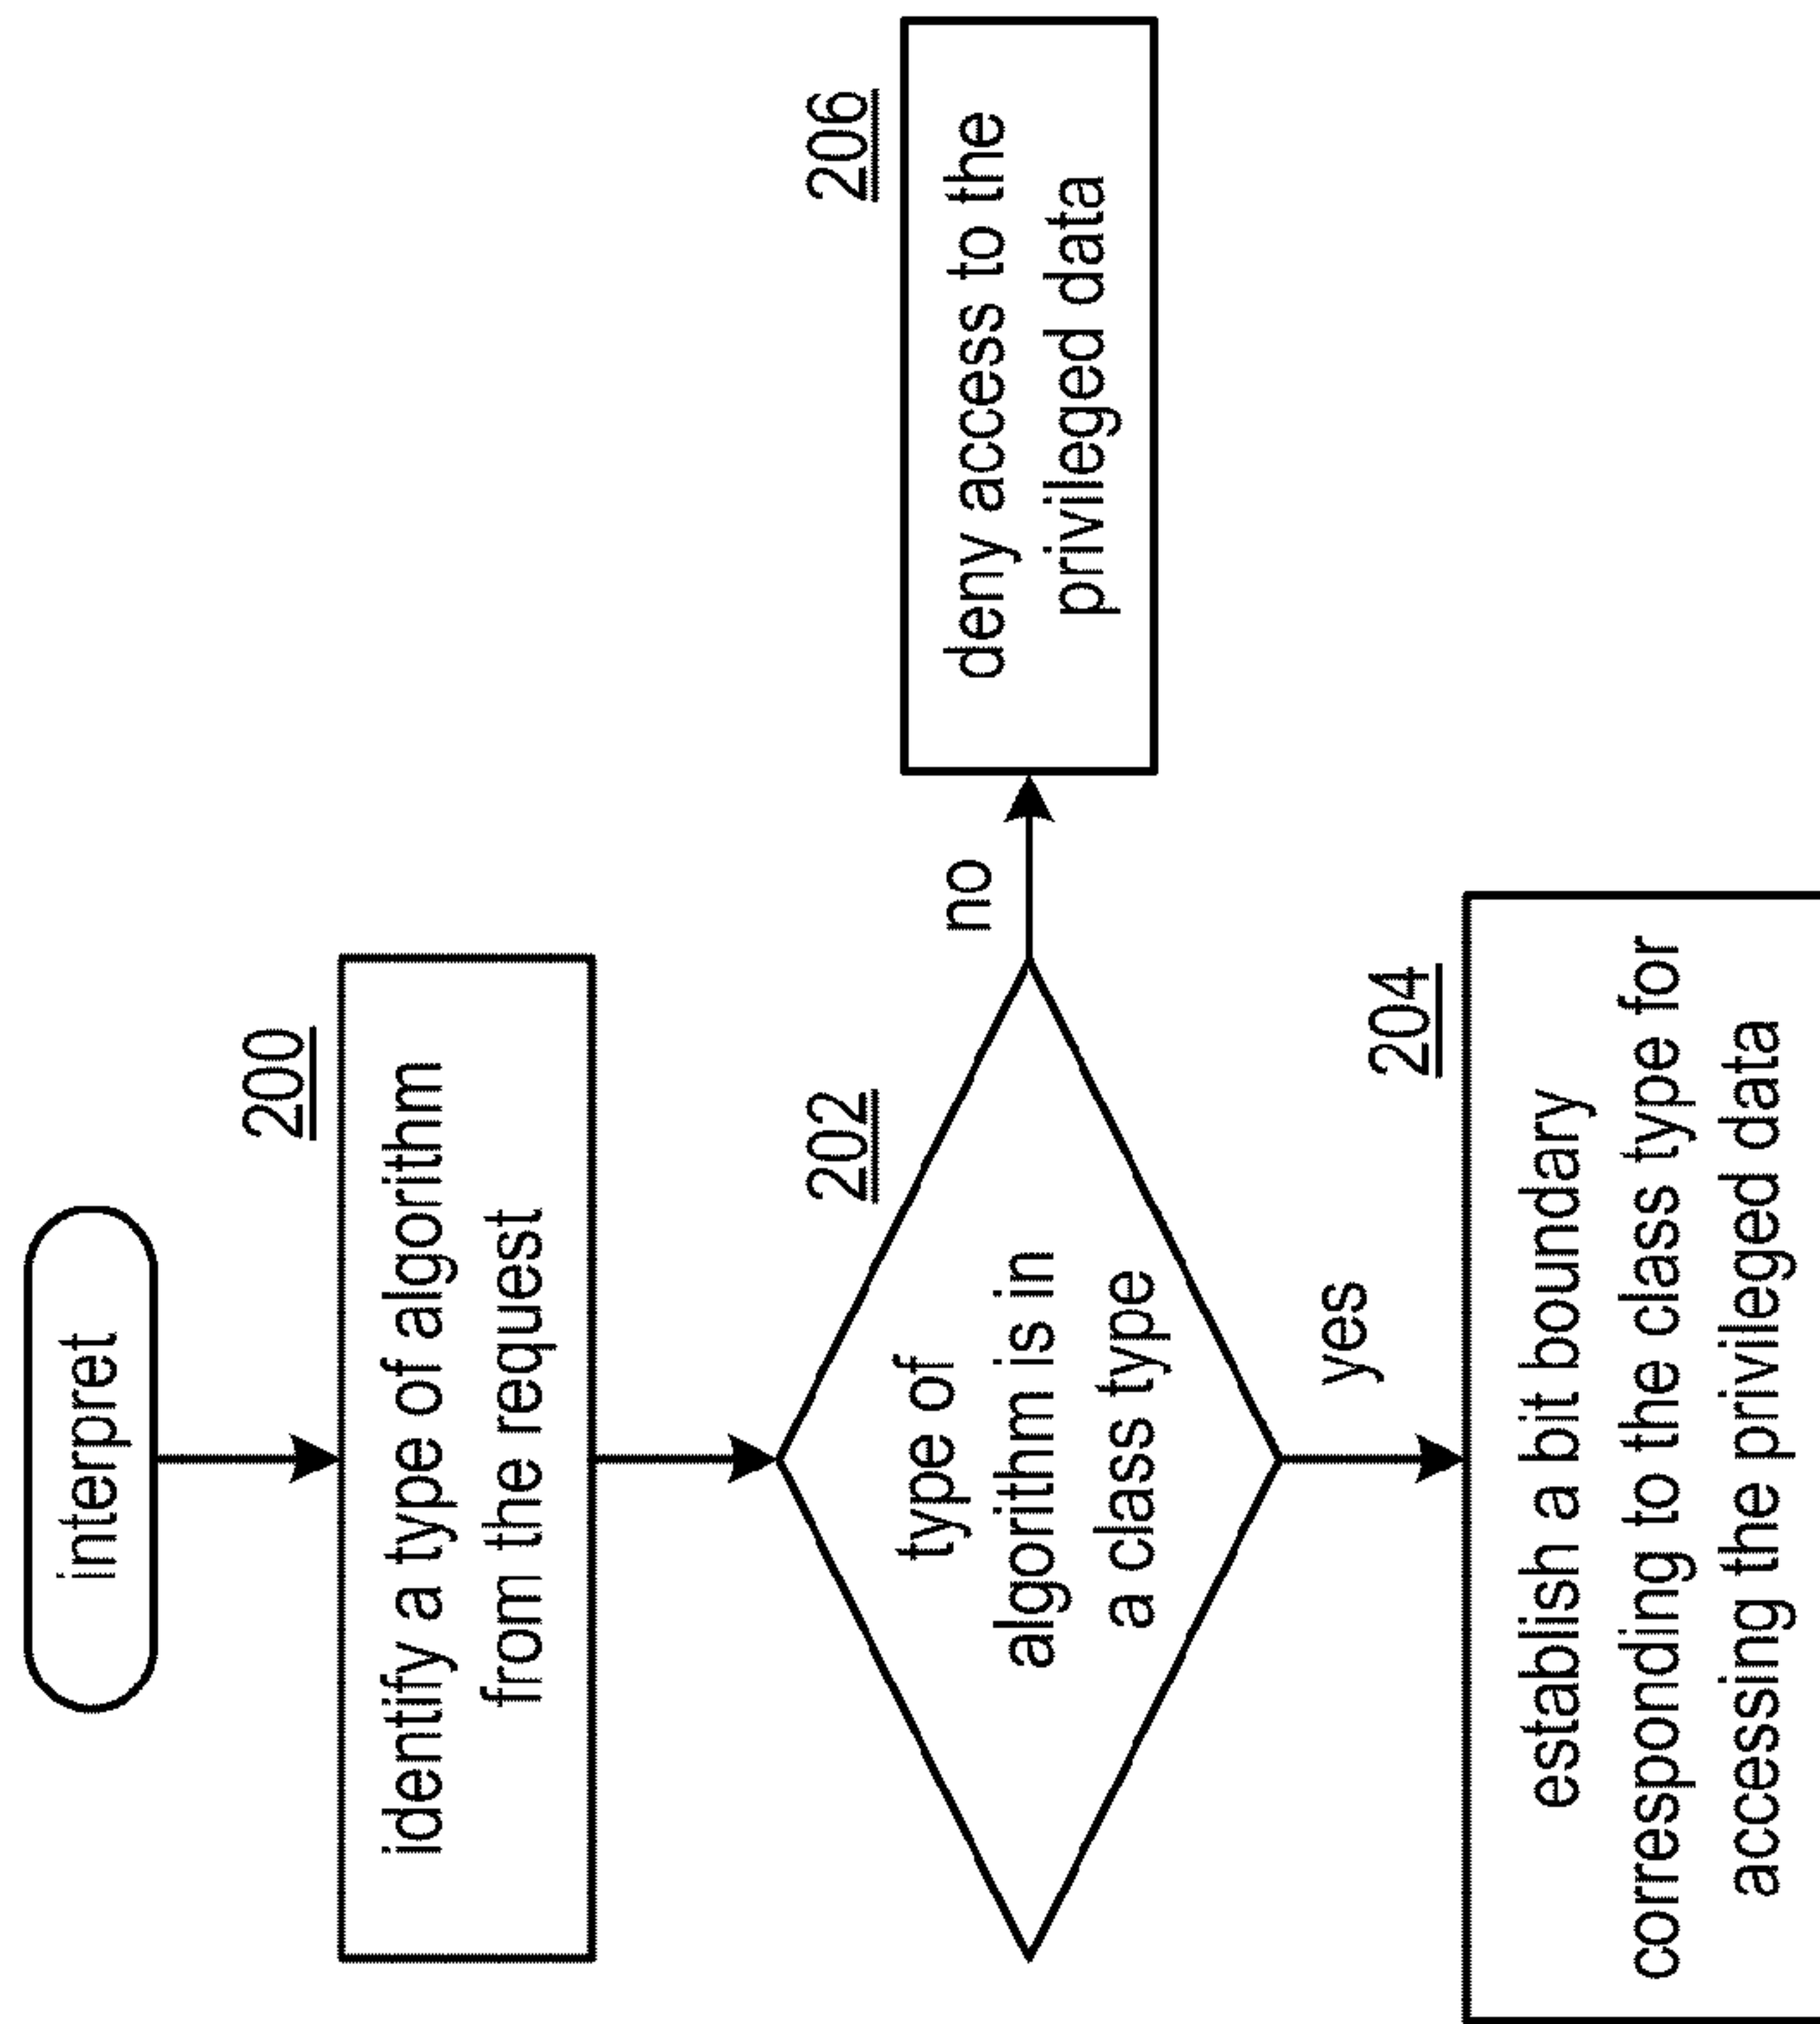 interpret
200
identify a type of algorithm
from the request
202
type of
algorithm is in
a class type
no
206
deny access to the
privileged data
yes
204
establish a bit boundary
corresponding to the class type for
accessing the privileged data